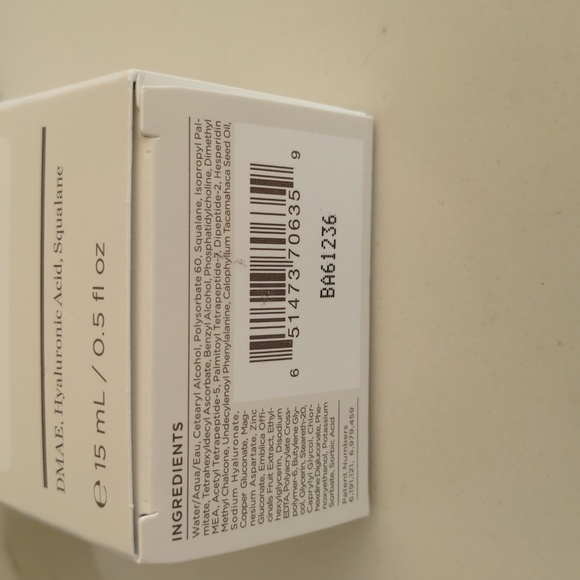 DMAE, Hyaluronic Acid, Squalane
℮ 15 mL / 0.5 fl oz
INGREDIENTS
Water/Aqua/Eau, Cetearyl Alcohol, Polysorbate 60, Squalane, Isopropyl Pal-
mitate, Tetrahexyldecyl Ascorbate, Benzyl Alcohol, Phosphatidylcholine, Dimethyl
MEA, Acetyl Tetrapeptide-5, Palmitoyl Tetrapeptide-7, Dipeptide-2, Hesperidin
Methyl Chalcone, Undecylenoyl Phenylalanine, Calophyllum Tacamahaca Seed Oil,
Sodium Hyaluronate,
Copper Gluconate, Mag-
nesium Aspartate, Zinc
Gluconate, Emblica Offi-
cinalis Fruit Extract, Ethyl-
hexylglycerin, Disodium
EDTA, Polyacrylate Cross-
polymer-6, Butylene Gly-
col, Glycerin, Steareth-20,
Caprylyl Glycol, Chlor-
hexidine Digluconate, Phe-
noxyethanol, Potassium
Sorbate, Sorbic Acid
Patent Numbers
6,191,121, 6,979,459
6 51473 70635 9
BA61236